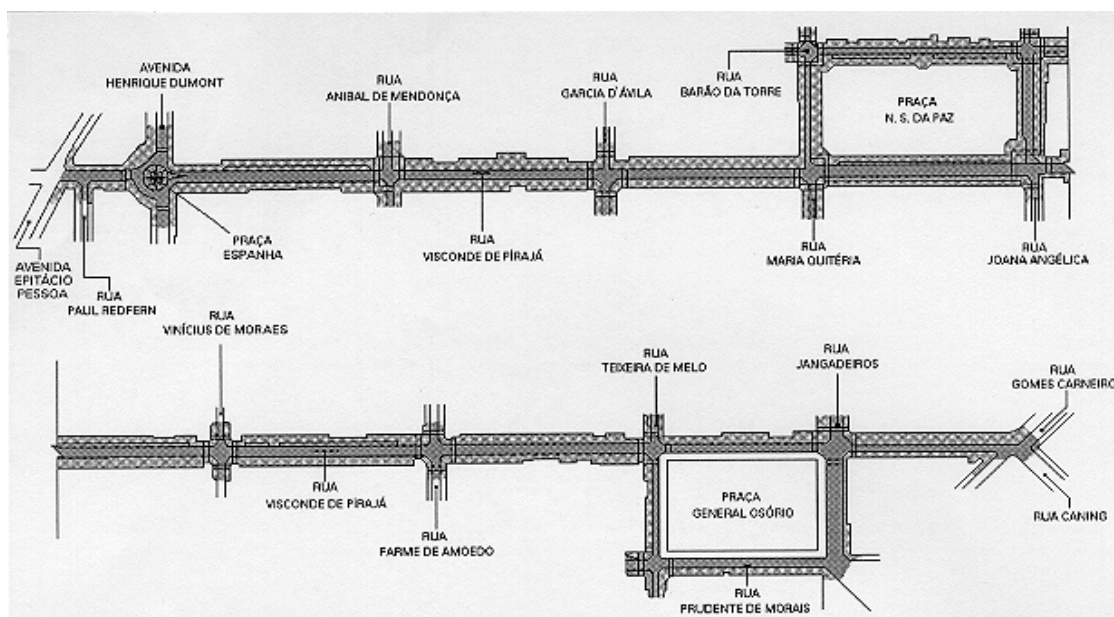 AVENIDA
HENRIQUE DUMONT
RUA
ANIBAL DE MENDONÇA
RUA
GARCIA D'ÁVILA
RUA
BARÃO DA TORRE
PRAÇA
N. S. DA PAZ
PRAÇA
ESPANHA
RUA
VISCONDE DE PÍRAJÁ
RUA
MARIA QUITÉRIA
RUA
JOANA ANGÉLICA
AVENIDA
EPITÁCIO
PESSOA
RUA
PAUL REDFERN
RUA
VINÍCIUS DE MORAES
RUA
TEIXEIRA DE MELO
RUA
JANGADEIROS
RUA
GOMES CARNEIRO
RUA
VISCONDE DE PÍRAJÁ
RUA
FARME DE AMOEDO
PRAÇA
GENERAL OSÓRIO
RUA CANING
RUA
PRUDENTE DE MORAIS